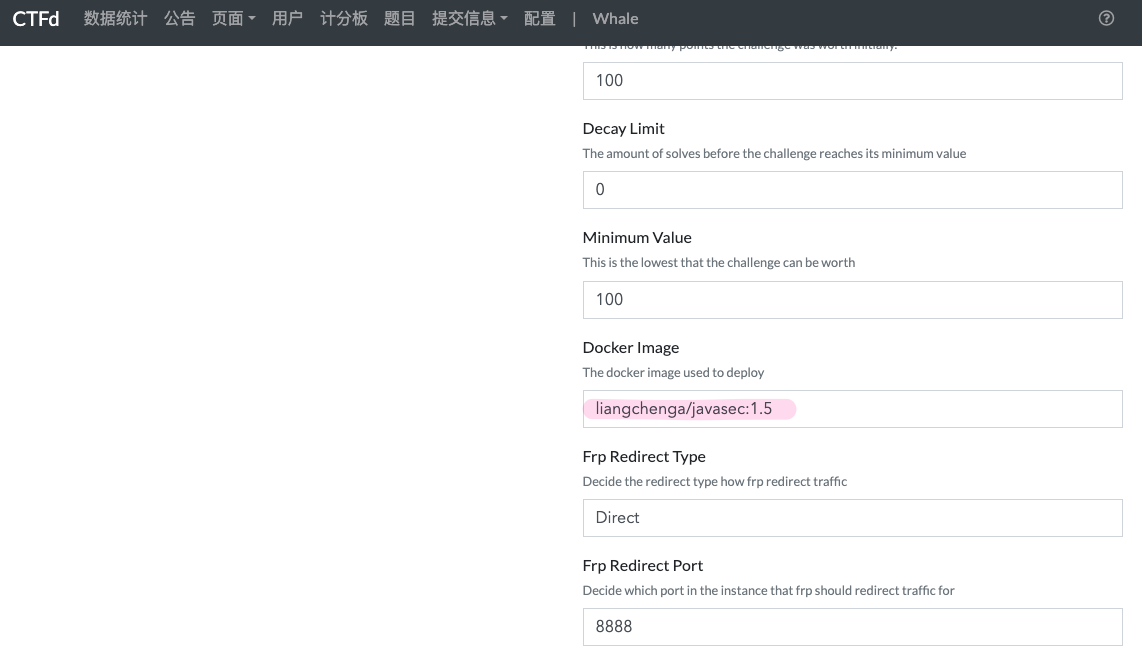 CTFd 数据统计 公告 页面 用户 计分板 题目 提交信息 配置 | Whale
This is how many points the challenge was worth initially.
100
Decay Limit
The amount of solves before the challenge reaches its minimum value
0
Minimum Value
This is the lowest that the challenge can be worth
100
Docker Image
The docker image used to deploy
liangchenga/javasec:1.5
Frp Redirect Type
Decide the redirect type how frp redirect traffic
Direct
Frp Redirect Port
Decide which port in the instance that frp should redirect traffic for
8888